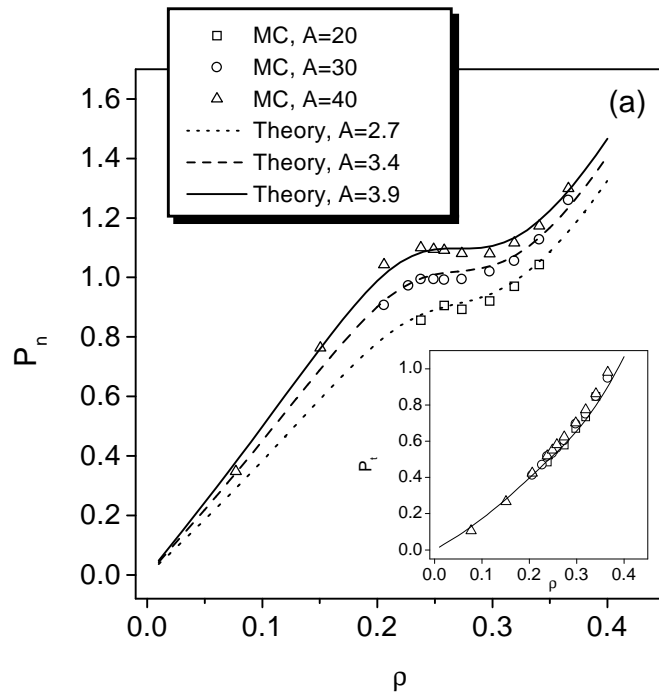 MC, A=20
MC, A=30
MC, A=40
Theory, A=2.7
Theory, A=3.4
Theory, A=3.9
(a)
1.6
1.4
1.2
1.0
0.8
0.6
0.4
0.2
0.0
P_n
0.0 0.1 0.2 0.3 0.4
ρ
1.0
0.8
0.6
0.4
0.2
0.0
P_t
0.0 0.1 0.2 0.3 0.4
ρ